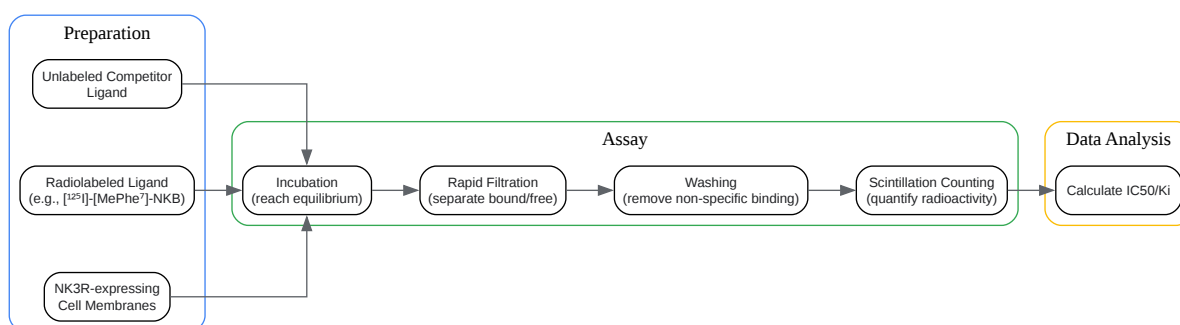 Preparation
Unlabeled Competitor
Ligand
Radiolabeled Ligand
(e.g., [¹²⁵I]-[MePhe⁷]-NKB)
NK3R-expressing
Cell Membranes
Assay
Incubation
(reach equilibrium)
Rapid Filtration
(separate bound/free)
Washing
(remove non-specific binding)
Scintillation Counting
(quantify radioactivity)
Data Analysis
Calculate IC50/Ki